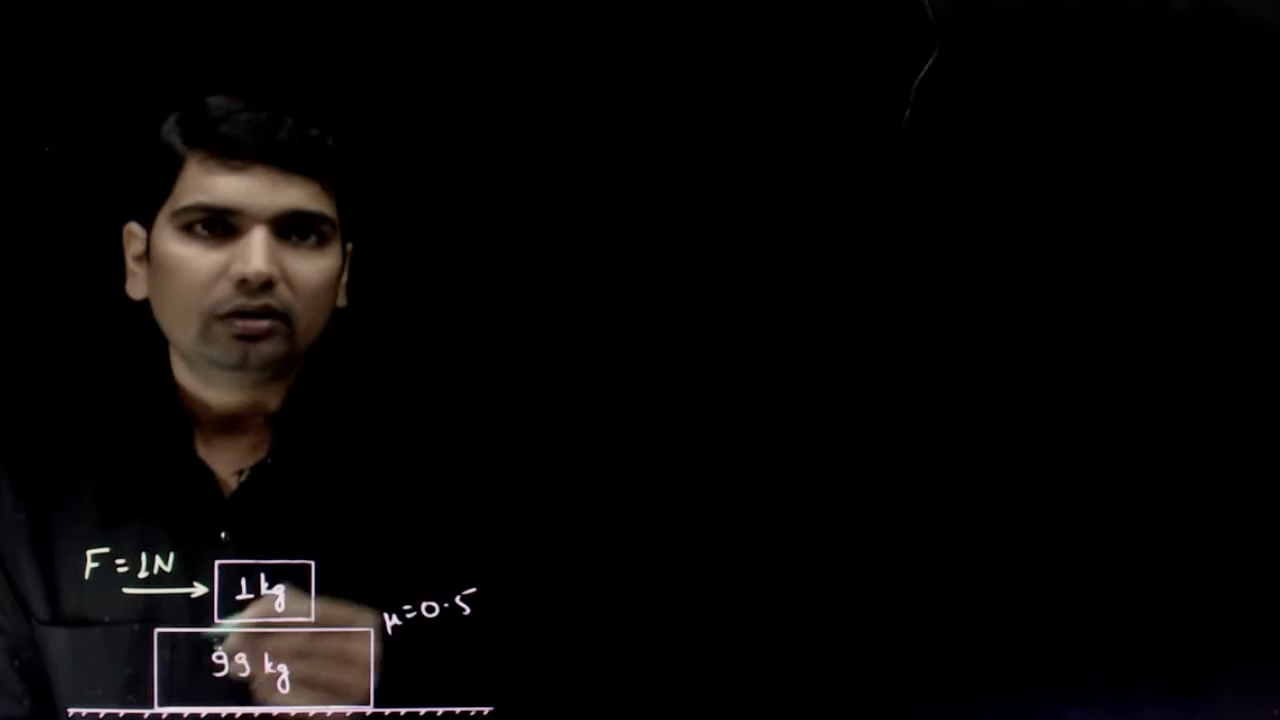 F = 1N
1 kg
μ = 0.5
99 kg